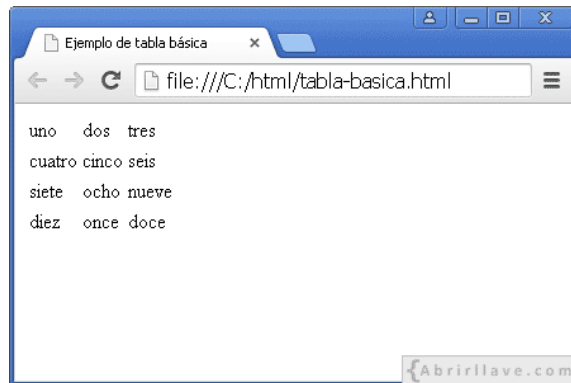 Ejemplo de tabla básica
file:///C:/html/tabla-basica.html
uno dos tres
cuatro cinco seis
siete ocho nueve
diez once doce
{Abrirllave.com